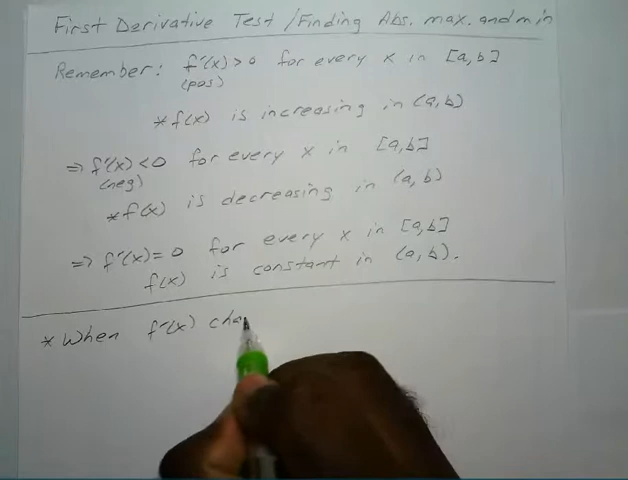 First Derivative Test / Finding Abs. max. and min
Remember: f'(x) > 0 for every x in [a,b]
(pos)
* f(x) is increasing in (a,b)
⇒ f'(x) < 0 for every x in [a,b]
(neg)
* f(x) is decreasing in (a,b)
⇒ f'(x) = 0 for every x in [a,b]
f(x) is constant in (a,b).
* When f'(x) cha